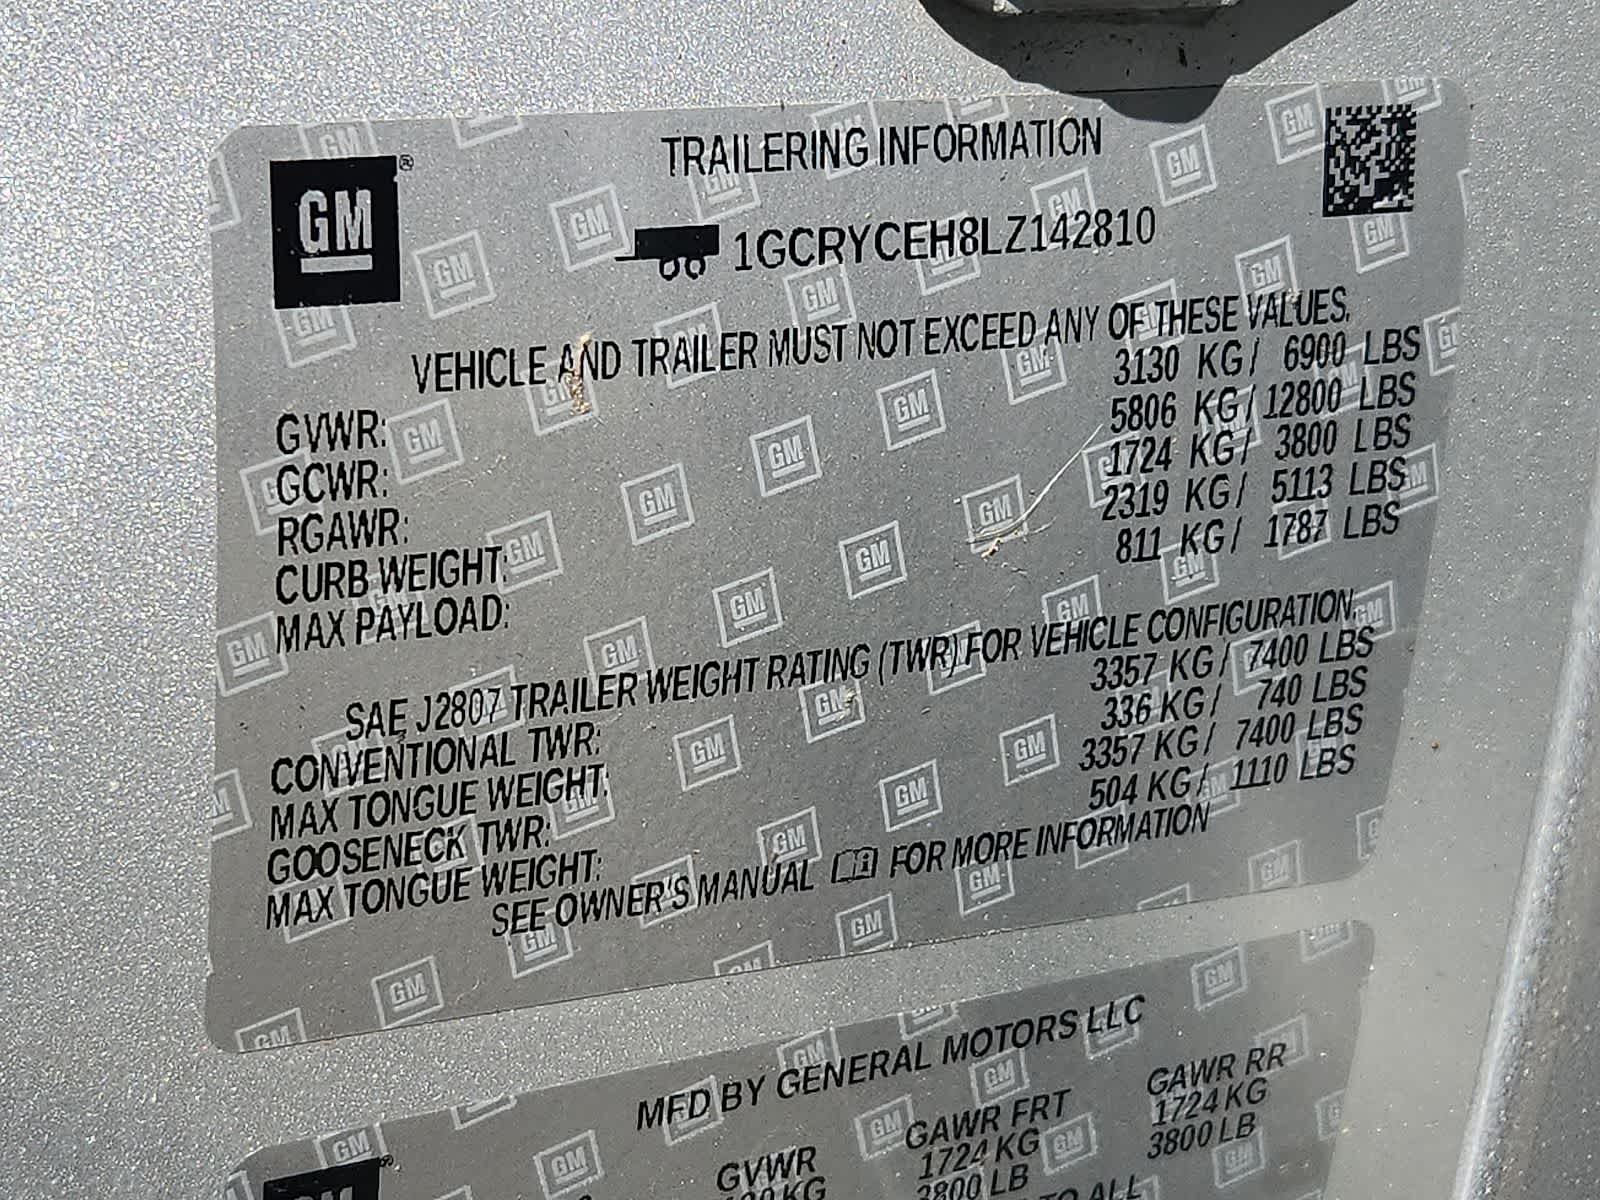 GM®
TRAILERING INFORMATION
1GCRYCEH8LZ142810
VEHICLE AND TRAILER MUST NOT EXCEED ANY OF THESE VALUES.
GVWR: 3130 KG/ 6900 LBS
GCWR: 5806 KG/12800 LBS
RGAWR: 1724 KG/ 3800 LBS
CURB WEIGHT: 2319 KG/ 5113 LBS
MAX PAYLOAD: 811 KG/ 1787 LBS
SAE J2807 TRAILER WEIGHT RATING (TWR) FOR VEHICLE CONFIGURATION.
CONVENTIONAL TWR: 3357 KG/ 7400 LBS
MAX TONGUE WEIGHT: 336 KG/ 740 LBS
GOOSENECK TWR: 3357 KG/ 7400 LBS
MAX TONGUE WEIGHT: 504 KG/ 1110 LBS
SEE OWNER'S MANUAL FOR MORE INFORMATION
MFD BY GENERAL MOTORS LLC
GVWR GAWR FRT GAWR RR
KG 1724 KG 1724 KG
3800 LB 3800 LB
TO ALL